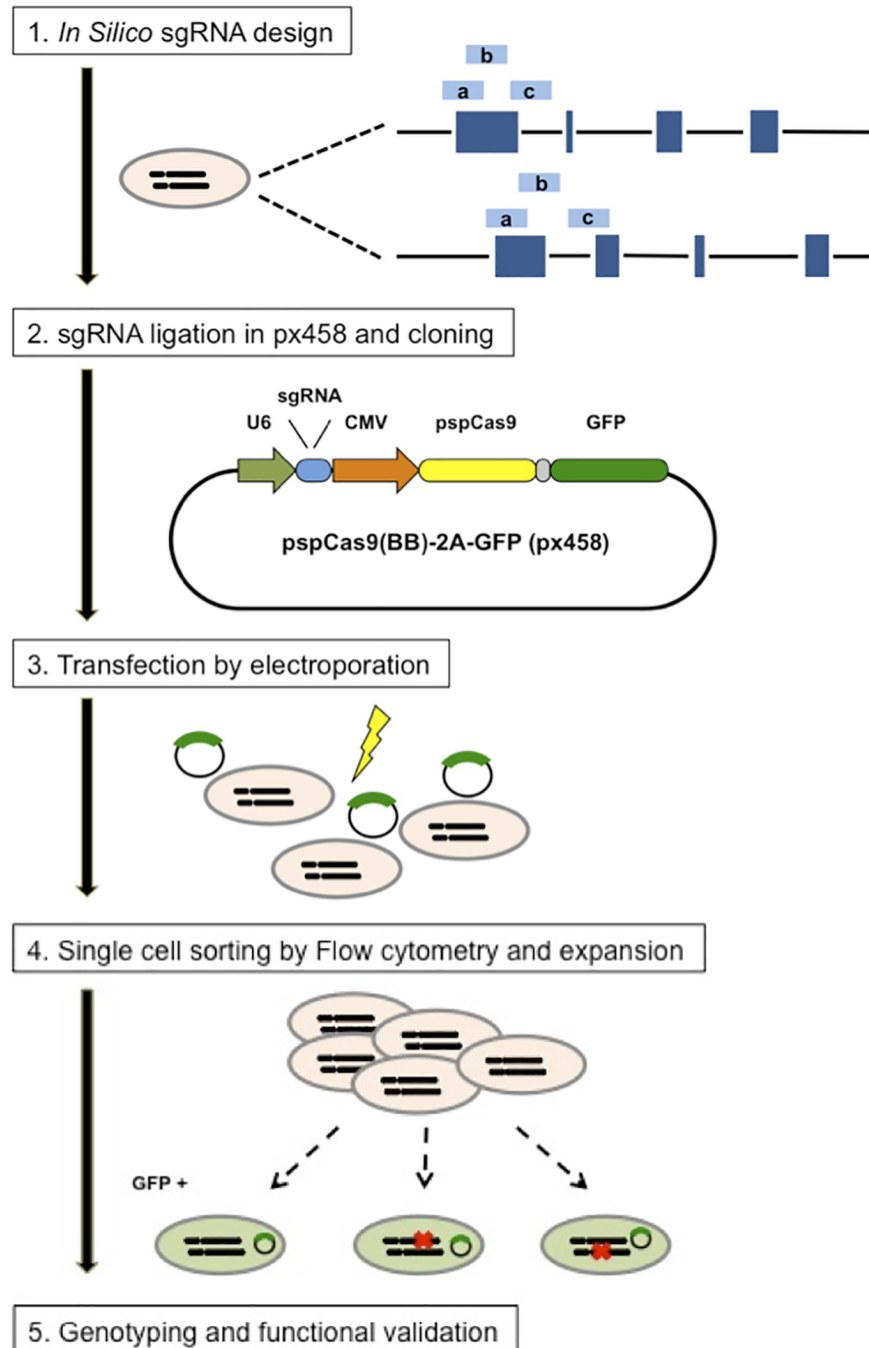 1. In Silico sgRNA design
b
a c
b
a c
2. sgRNA ligation in px458 and cloning
sgRNA
U6 CMV pspCas9 GFP
pspCas9(BB)-2A-GFP (px458)
3. Transfection by electroporation
4. Single cell sorting by Flow cytometry and expansion
GFP +
5. Genotyping and functional validation